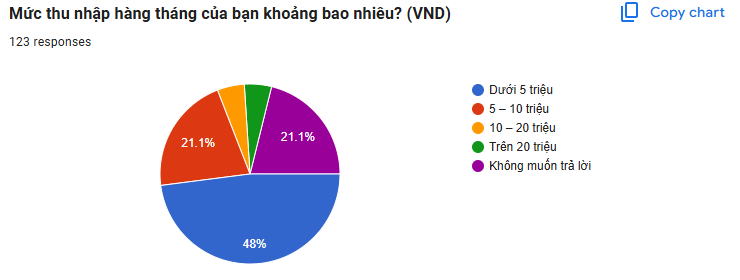 Mức thu nhập hàng tháng của bạn khoảng bao nhiêu? (VND)
Copy chart
123 responses
Dưới 5 triệu
5 – 10 triệu
10 – 20 triệu
Trên 20 triệu
Không muốn trả lời
21.1%
21.1%
48%